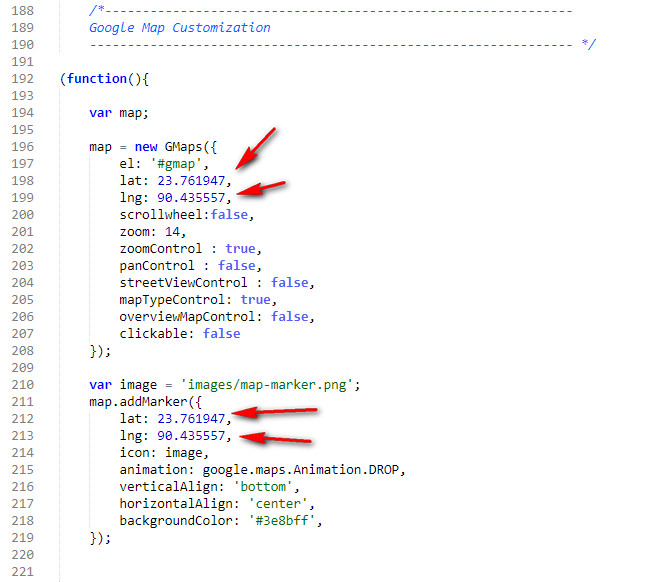 188 /*----------------------------------------------------------------
189 Google Map Customization
190 ---------------------------------------------------------------- */
191
192 (function(){
193
194 var map;
195
196 map = new GMaps({
197 el: '#gmap',
198 lat: 23.761947,
199 lng: 90.435557,
200 scrollwheel:false,
201 zoom: 14,
202 zoomControl : true,
203 panControl : false,
204 streetViewControl : false,
205 mapTypeControl: true,
206 overviewMapControl: false,
207 clickable: false
208 });
209
210 var image = 'images/map-marker.png';
211 map.addMarker({
212 lat: 23.761947,
213 lng: 90.435557,
214 icon: image,
215 animation: google.maps.Animation.DROP,
216 verticalAlign: 'bottom',
217 horizontalAlign: 'center',
218 backgroundColor: '#3e8bff',
219 });
220
221